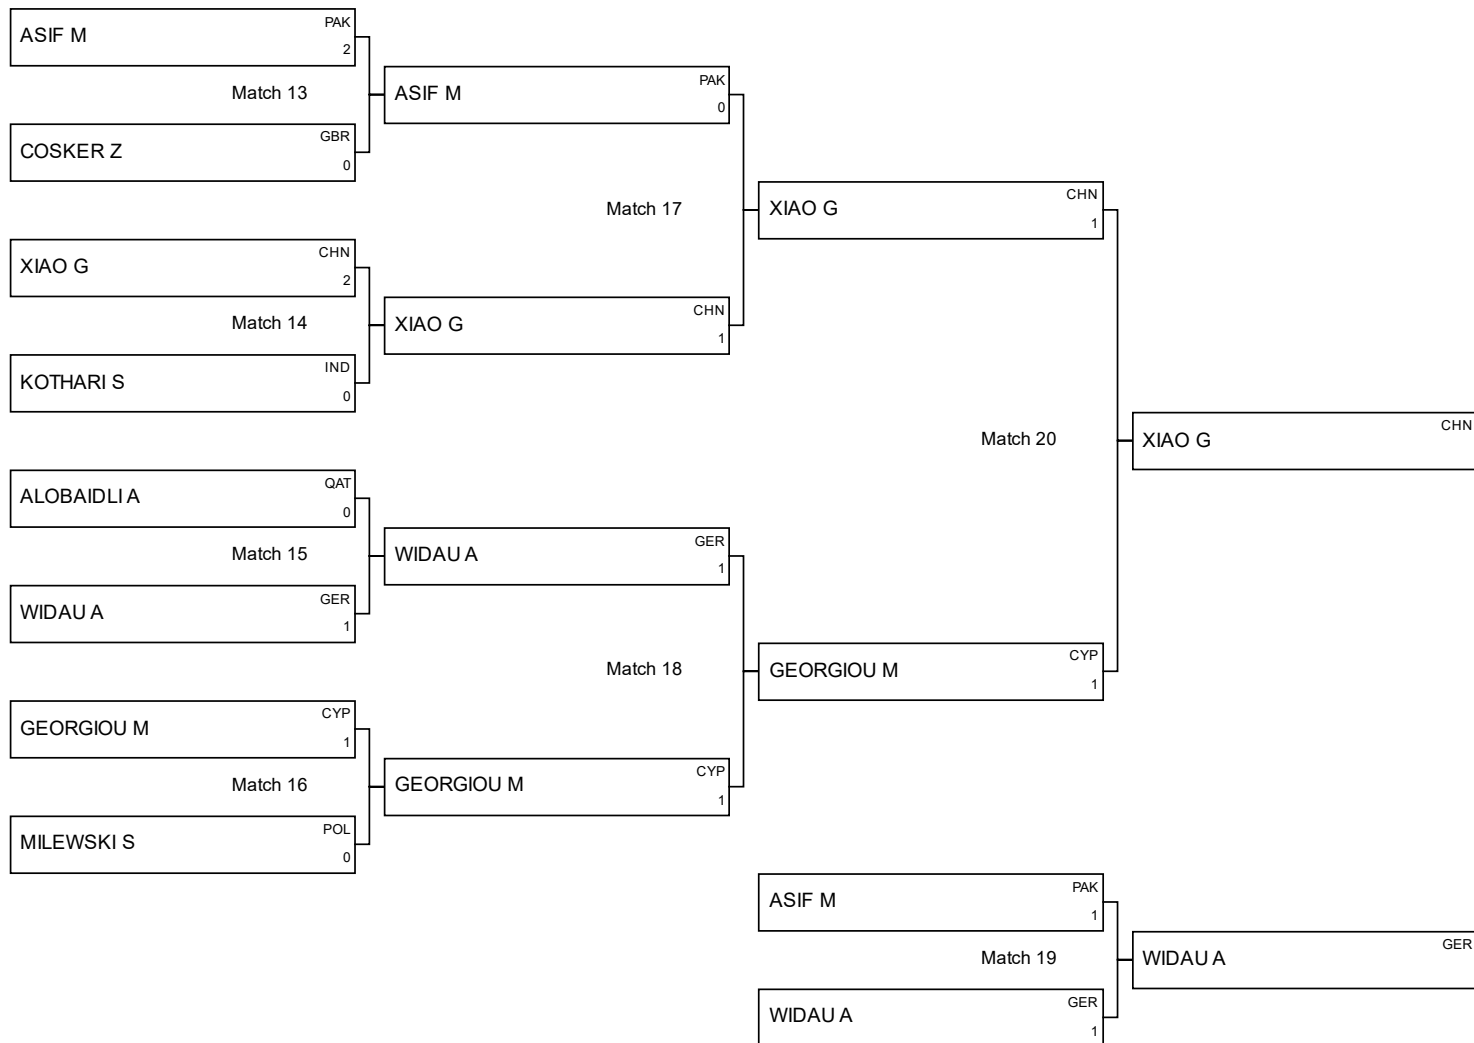 ASIF M
PAK
2
Match 13
COSKER Z
GBR
0
XIAO G
CHN
2
Match 14
KOTHARI S
IND
0
ALOBAIDLI A
QAT
0
Match 15
WIDAU A
GER
1
GEORGIOU M
CYP
1
Match 16
MILEWSKI S
POL
0
ASIF M
PAK
0
Match 17
XIAO G
CHN
1
WIDAU A
GER
1
Match 18
GEORGIOU M
CYP
1
XIAO G
CHN
1
Match 20
GEORGIOU M
CYP
1
XIAO G
CHN
ASIF M
PAK
1
Match 19
WIDAU A
GER
1
WIDAU A
GER